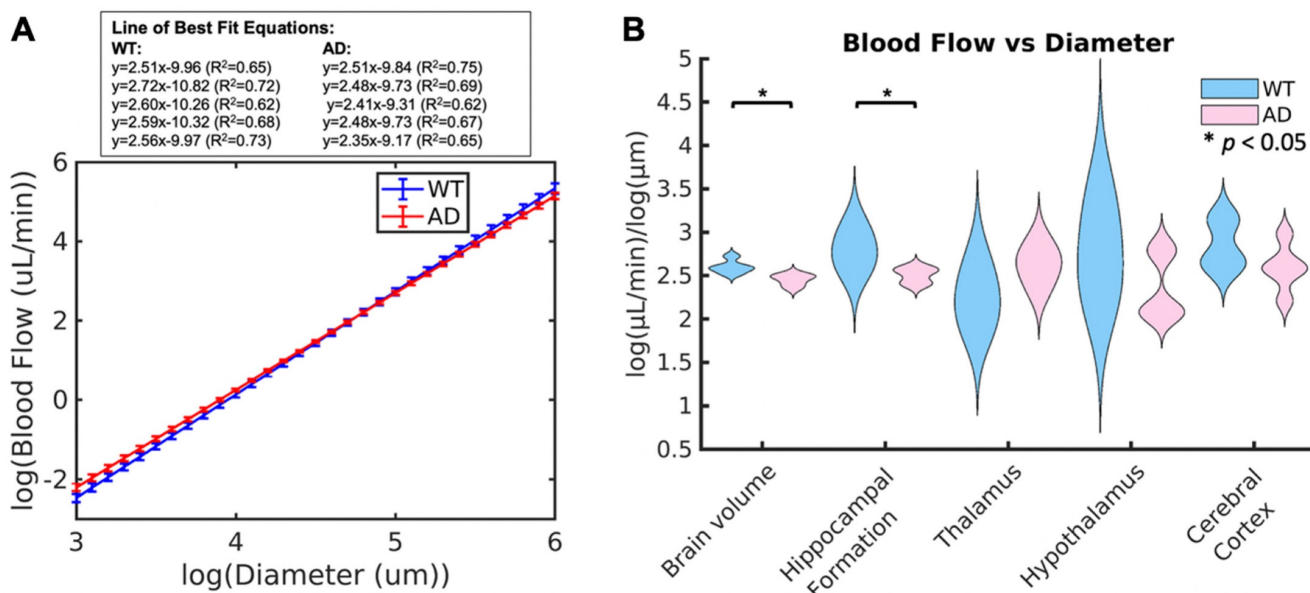 A
Line of Best Fit Equations:
WT: AD:
y=2.51x-9.96 (R²=0.65) y=2.51x-9.84 (R²=0.75)
y=2.72x-10.82 (R²=0.72) y=2.48x-9.73 (R²=0.69)
y=2.60x-10.26 (R²=0.62) y=2.41x-9.31 (R²=0.62)
y=2.59x-10.32 (R²=0.68) y=2.48x-9.73 (R²=0.67)
y=2.56x-9.97 (R²=0.73) y=2.35x-9.17 (R²=0.65)
log(Blood Flow (uL/min))
6
4
2
0
-2
WT
AD
3 4 5 6
log(Diameter (um))
B
Blood Flow vs Diameter
log(μL/min)/log(μm)
5
4.5
4
3.5
3
2.5
2
1.5
1
0.5
* *
WT
AD
* p < 0.05
Brain volume
Hippocampal
Formation
Thalamus
Hypothalamus
Cerebral
Cortex